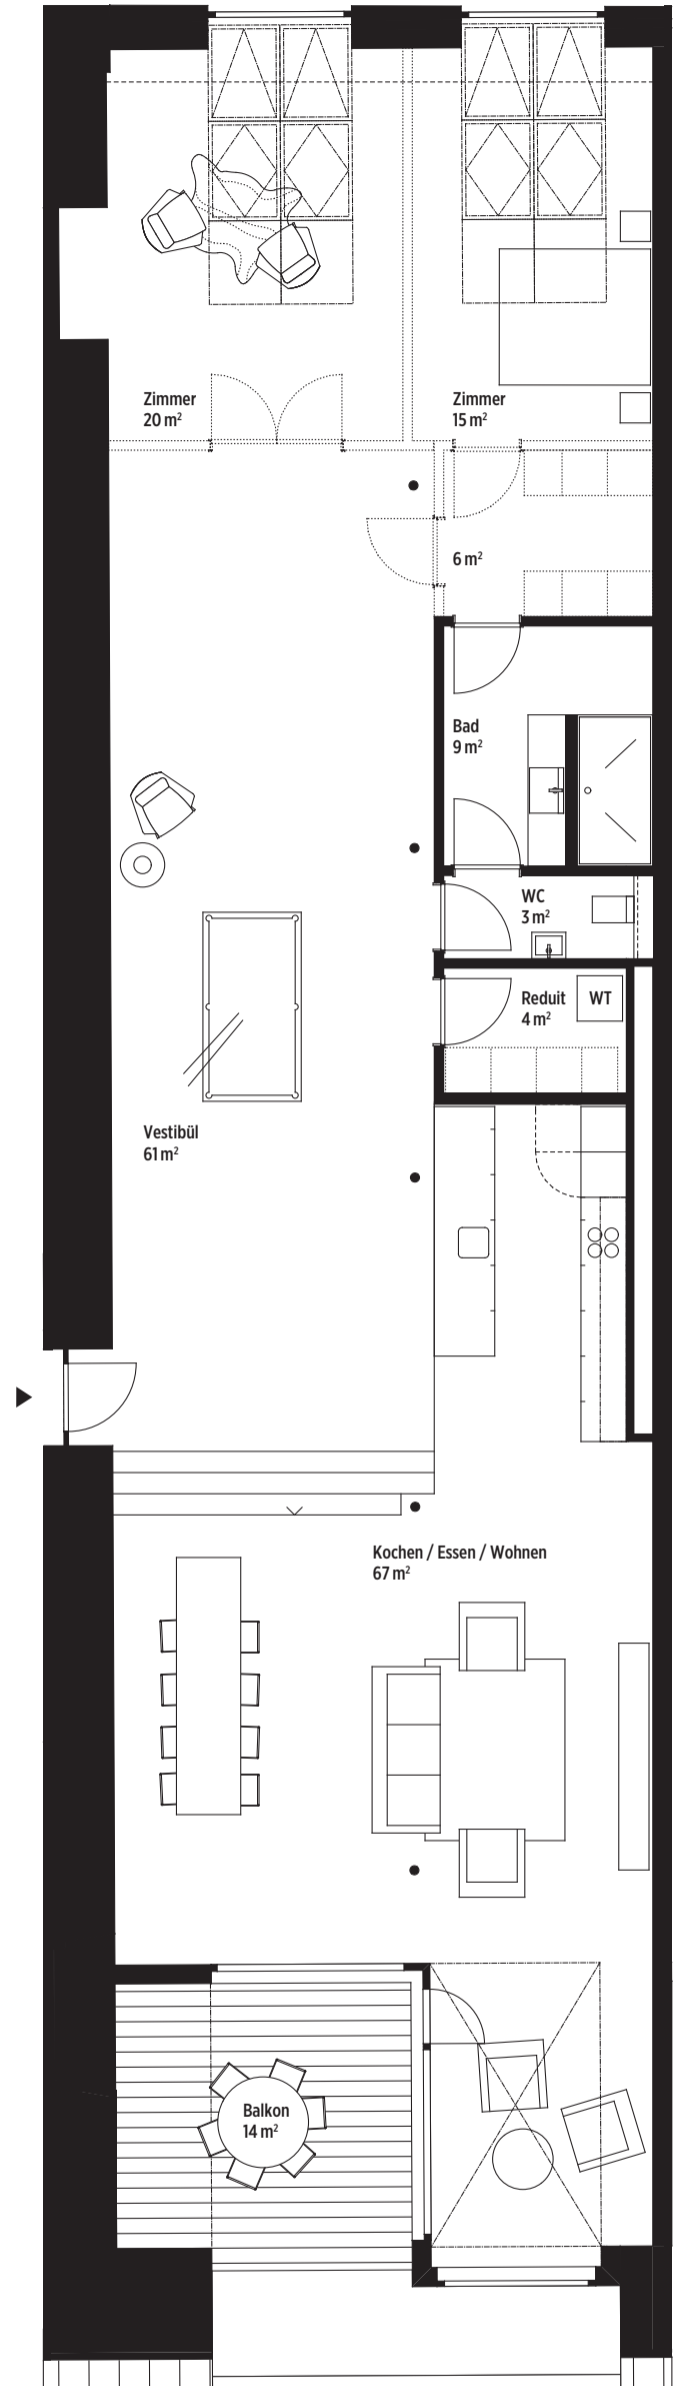 Zimmer
20 m²
Zimmer
15 m²
6 m²
Bad
9 m²
WC
3 m²
Reduit
4 m²
WT
Vestibül
61 m²
Kochen / Essen / Wohnen
67 m²
Balkon
14 m²